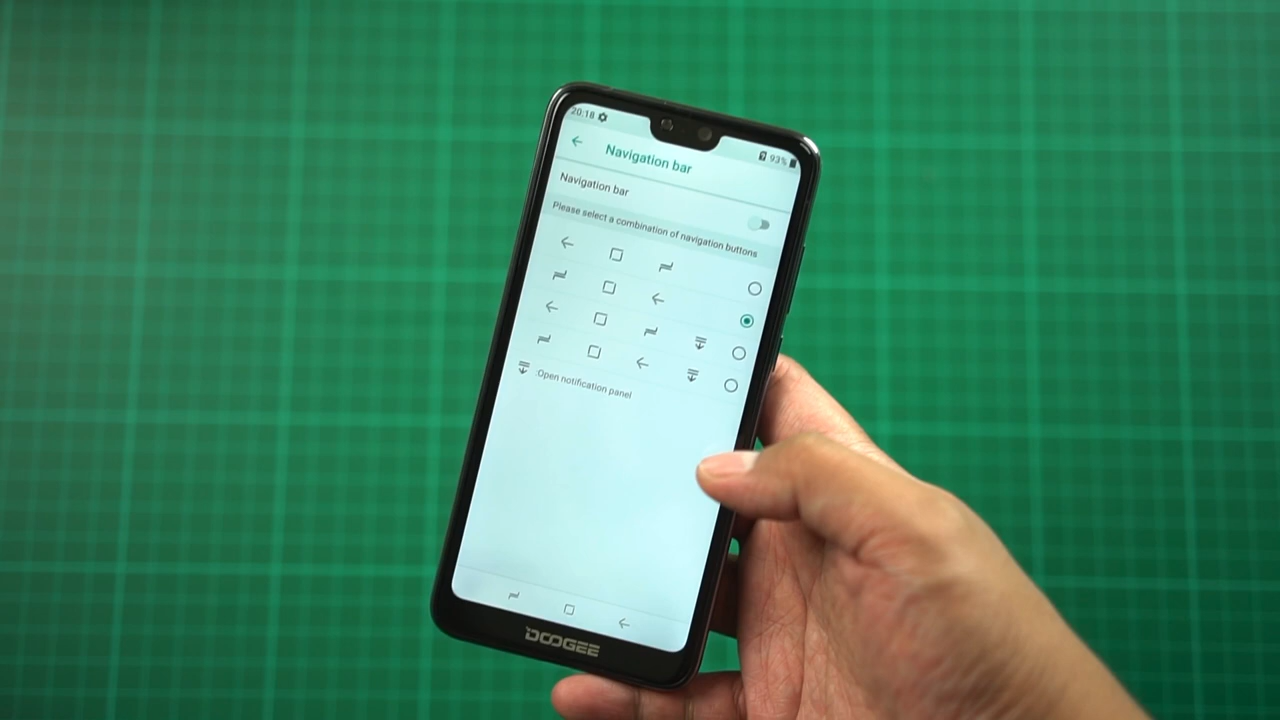 20:18
93%
Navigation bar
Navigation bar
Please select a combination of navigation buttons
:Open notification panel
DOOGEE